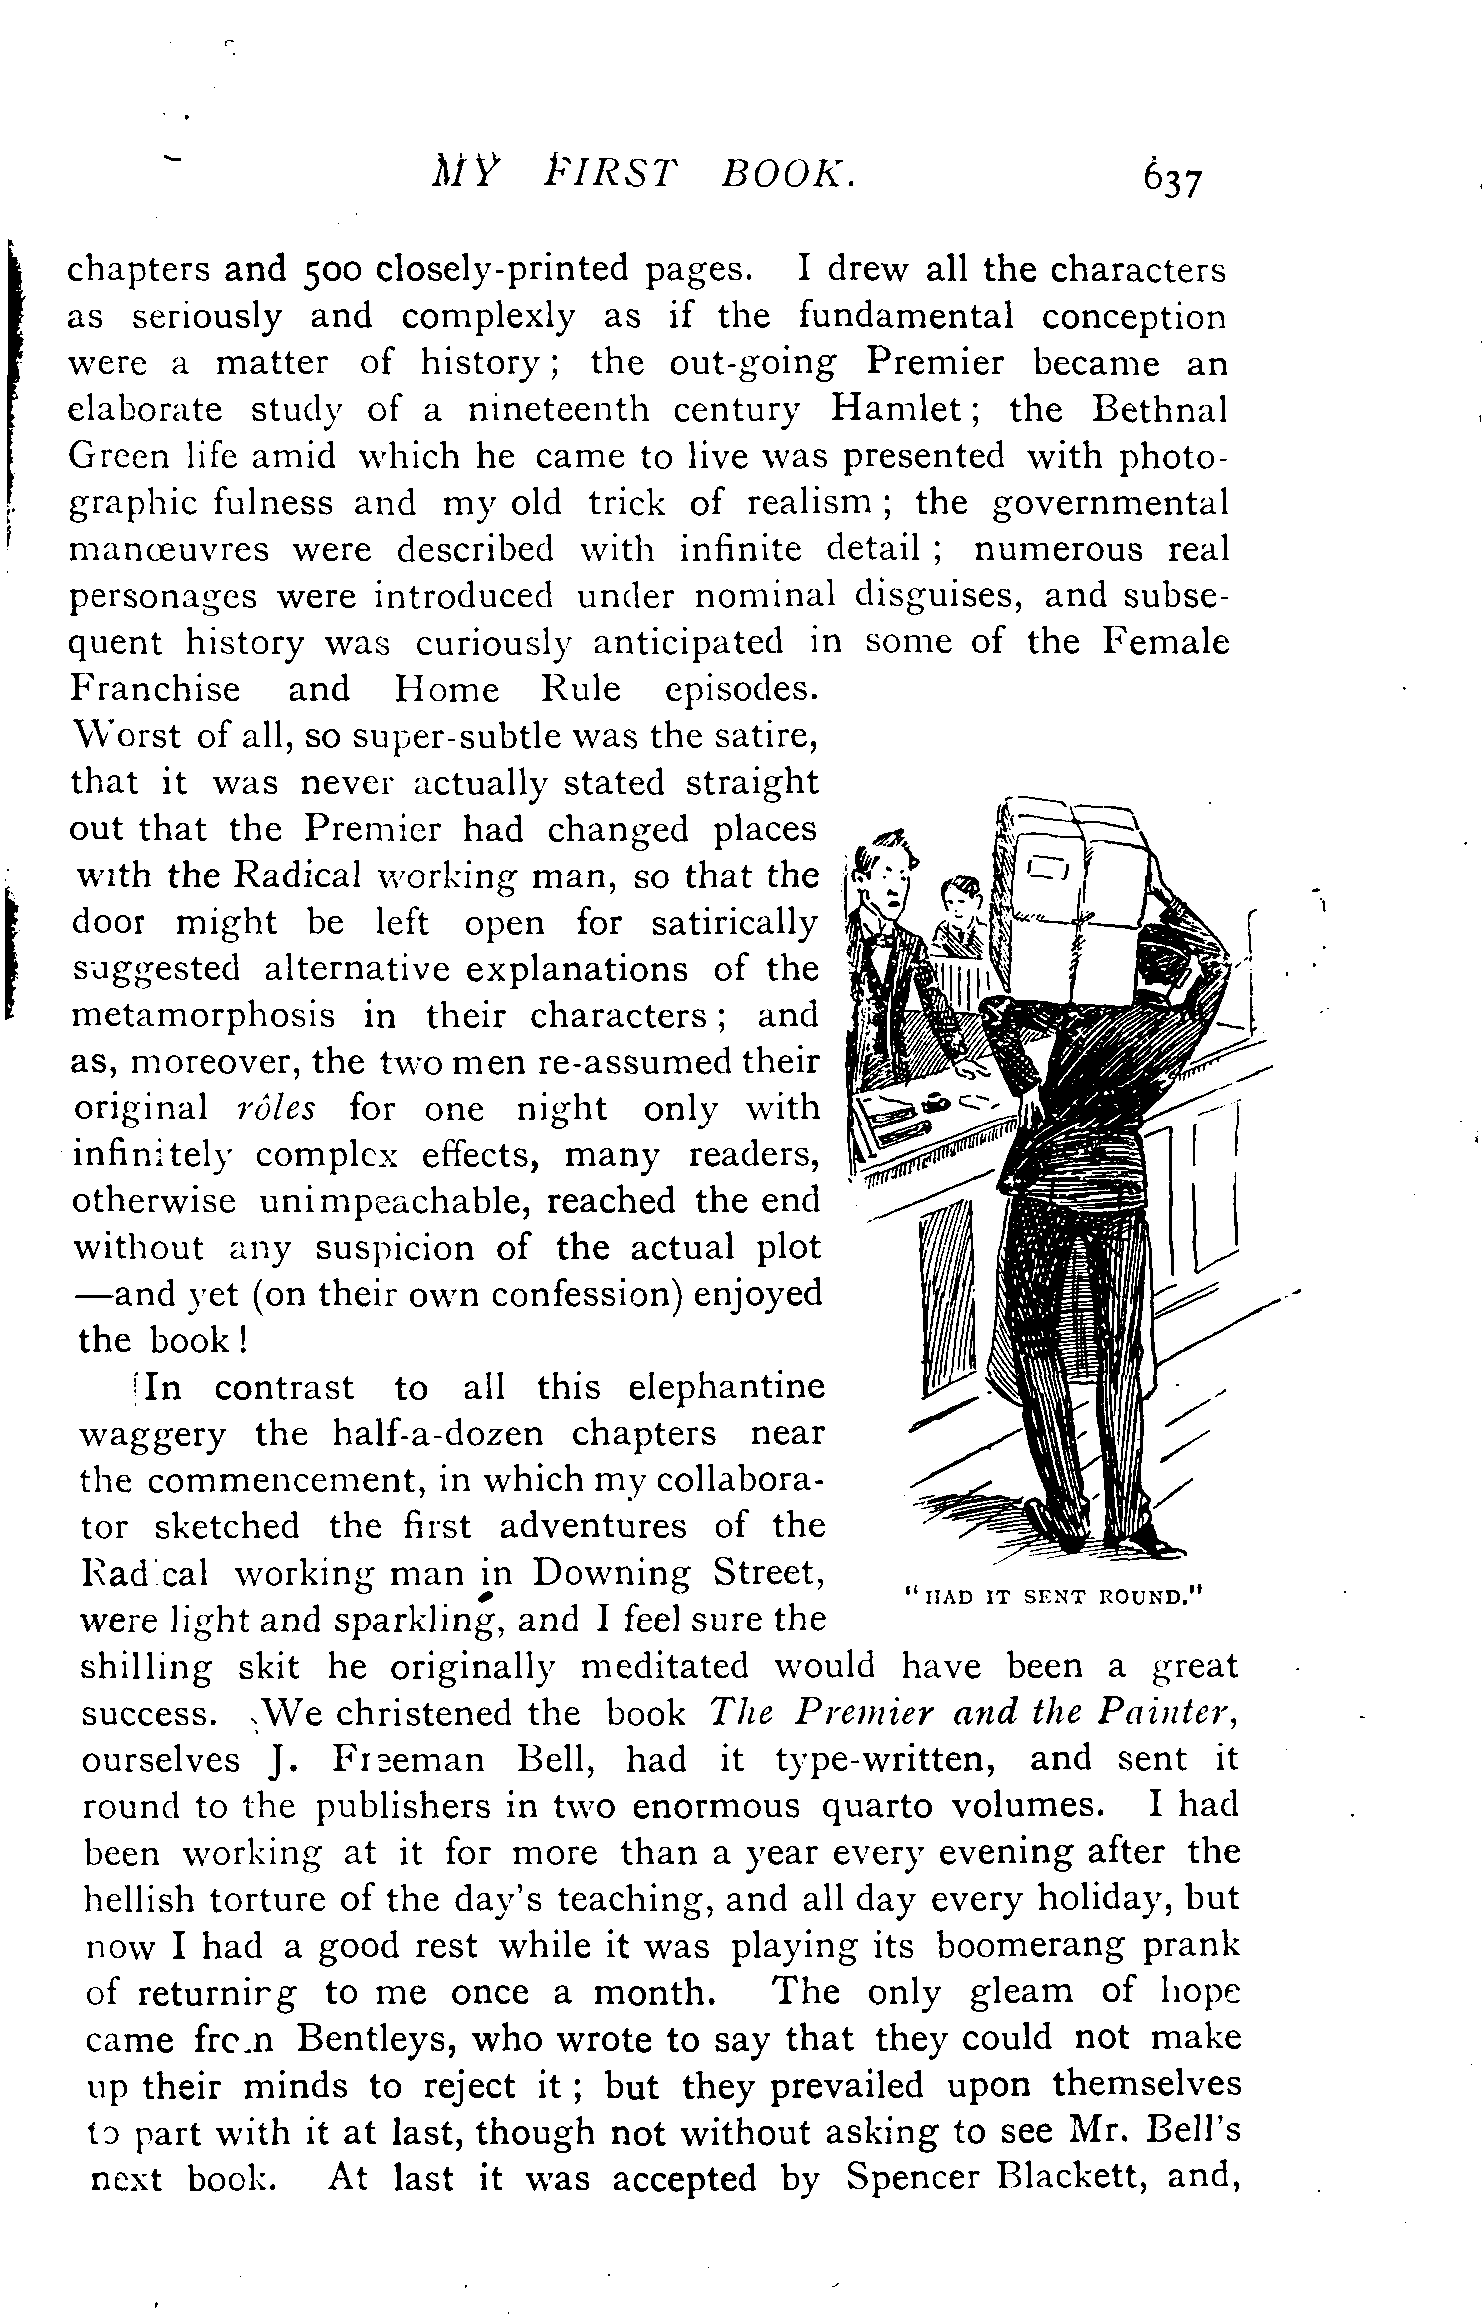 MY FIRST BOOK. 637
chapters and 500 closely-printed pages. I drew all the characters
as seriously and complexly as if the fundamental conception
were a matter of history; the out-going Premier became an
elaborate study of a nineteenth century Hamlet; the Bethnal
Green life amid which he came to live was presented with photo-
graphic fulness and my old trick of realism; the governmental
manœuvres were described with infinite detail; numerous real
personages were introduced under nominal disguises, and subse-
quent history was curiously anticipated in some of the Female
Franchise and Home Rule episodes.
Worst of all, so super-subtle was the satire,
that it was never actually stated straight
out that the Premier had changed places
with the Radical working man, so that the
door might be left open for satirically
suggested alternative explanations of the
metamorphosis in their characters; and
as, moreover, the two men re-assumed their
original rôles for one night only with
infinitely complex effects, many readers,
otherwise unimpeachable, reached the end
without any suspicion of the actual plot
—and yet (on their own confession) enjoyed
the book!
In contrast to all this elephantine
waggery the half-a-dozen chapters near
the commencement, in which my collabora-
tor sketched the first adventures of the
Radical working man in Downing Street,
were light and sparkling, and I feel sure the
shilling skit he originally meditated would have been a great
success. We christened the book The Premier and the Painter,
ourselves J. Freeman Bell, had it type-written, and sent it
round to the publishers in two enormous quarto volumes. I had
been working at it for more than a year every evening after the
hellish torture of the day's teaching, and all day every holiday, but
now I had a good rest while it was playing its boomerang prank
of returning to me once a month. The only gleam of hope
came from Bentleys, who wrote to say that they could not make
up their minds to reject it; but they prevailed upon themselves
to part with it at last, though not without asking to see Mr. Bell's
next book. At last it was accepted by Spencer Blackett, and,
"HAD IT SENT ROUND."